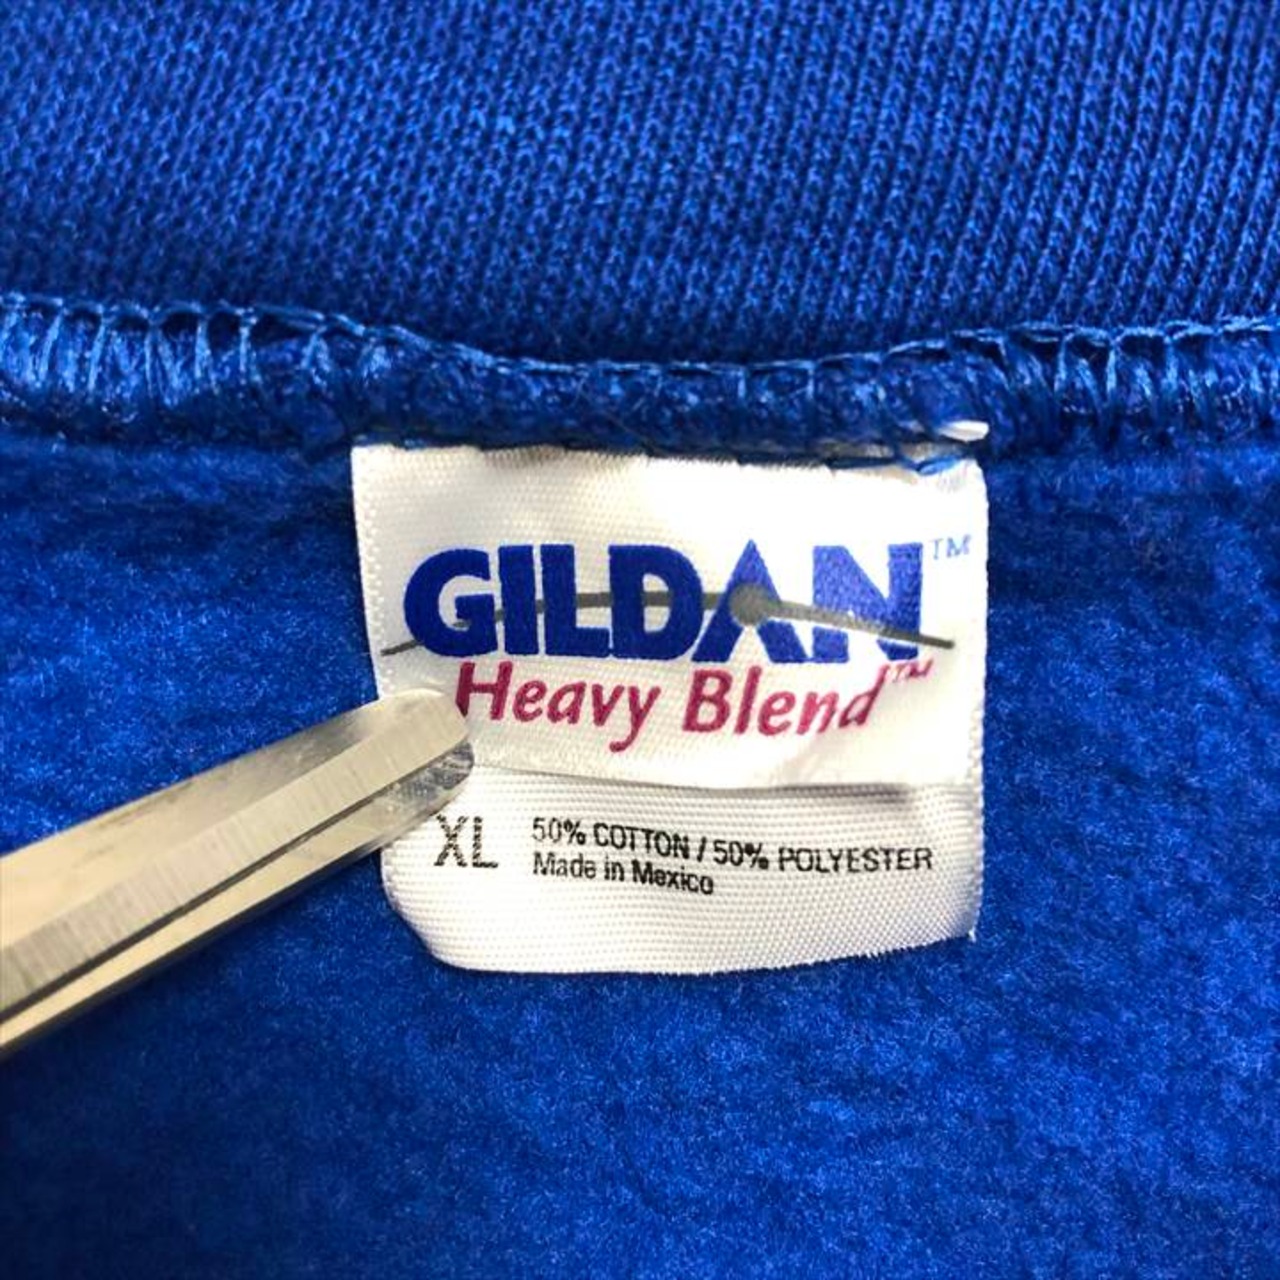 GILDAN™
Heavy Blend™
XL 50% COTTON / 50% POLYESTER
Made in Mexico